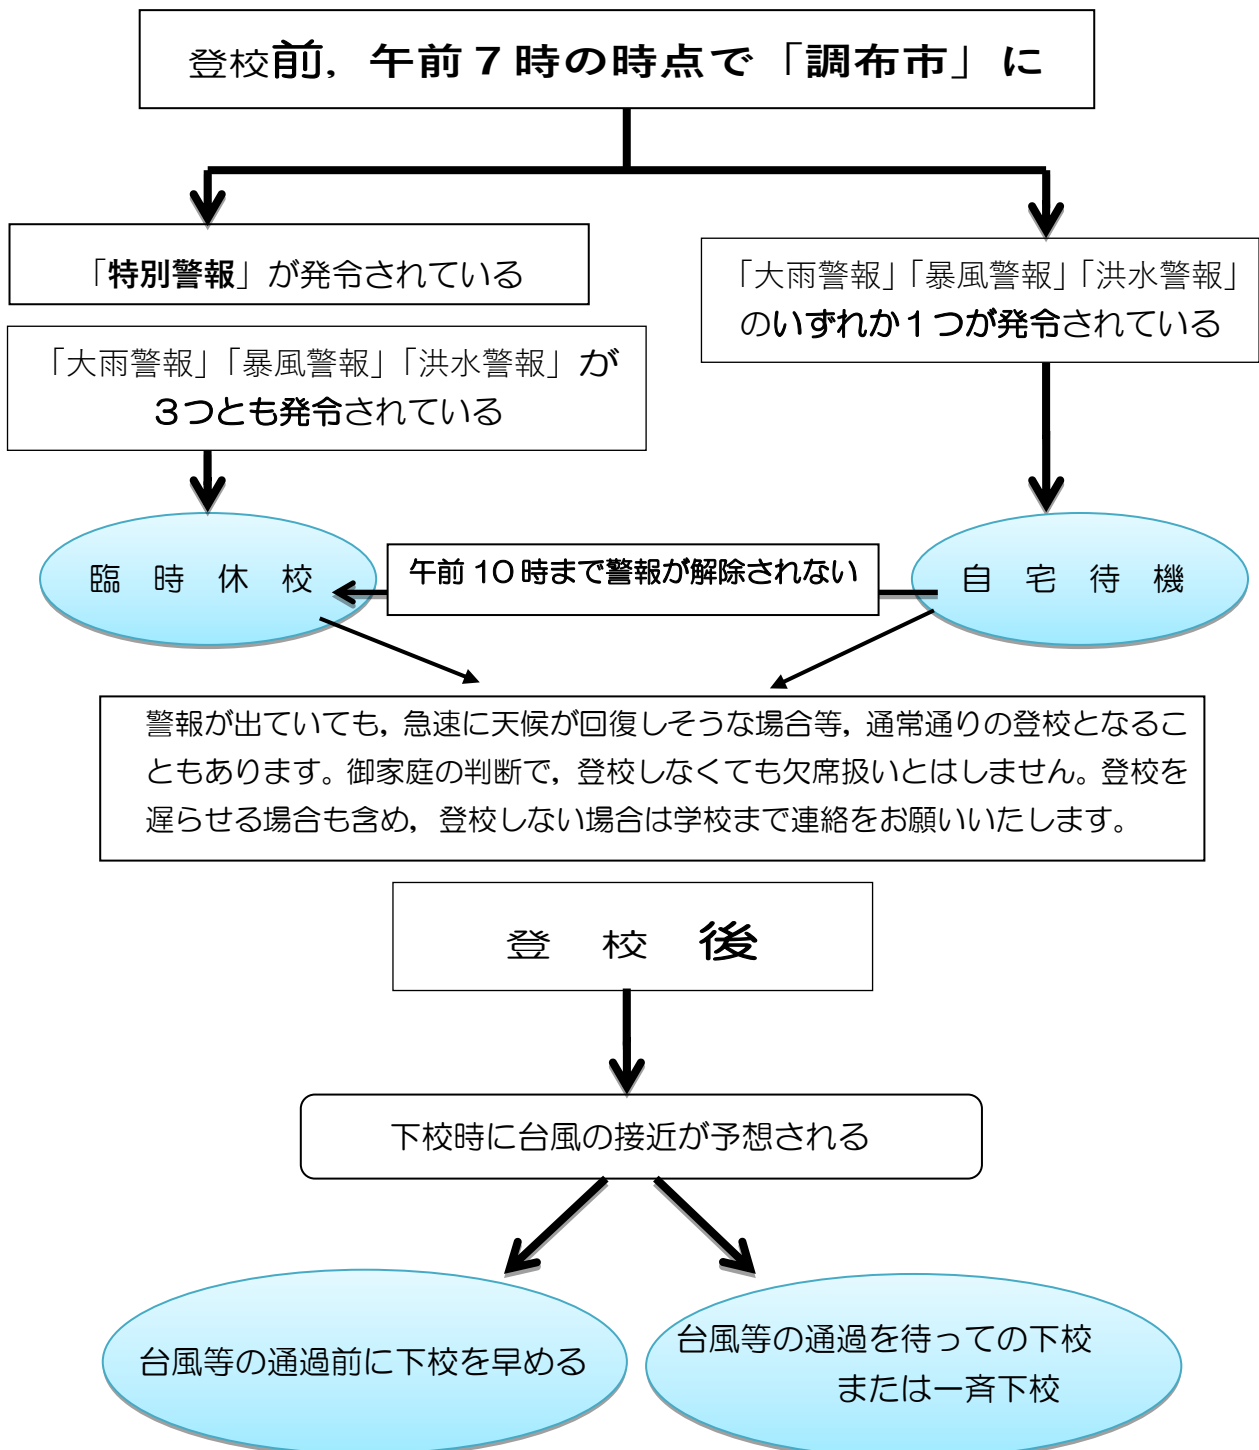 登校前，午前７時の時点で「調布市」に
「特別警報」が発令されている
「大雨警報」「暴風警報」「洪水警報」が
３つとも発令されている
「大雨警報」「暴風警報」「洪水警報」
のいずれか１つが発令されている
臨　時　休　校
午前 10 時まで警報が解除されない
自　宅　待　機
警報が出ていても，急速に天候が回復しそうな場合等，通常通りの登校となるこ
ともあります。御家庭の判断で，登校しなくても欠席扱いとはしません。登校を
遅らせる場合も含め，登校しない場合は学校まで連絡をお願いいたします。
登　校　後
下校時に台風の接近が予想される
台風等の通過前に下校を早める
台風等の通過を待っての下校
または一斉下校